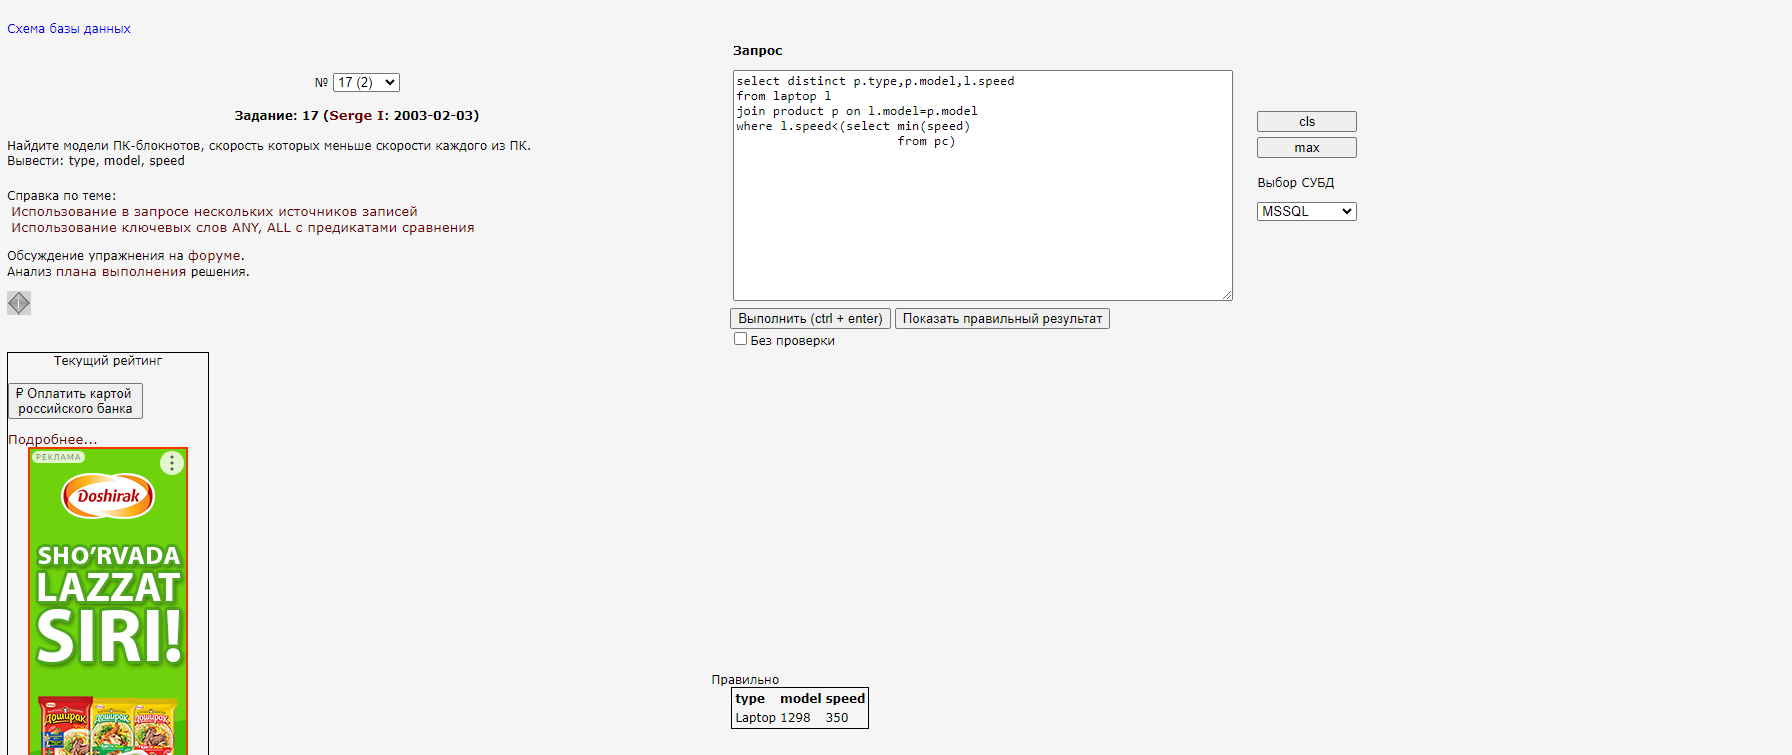 Схема базы данных
№ 17 (2)
Задание: 17 (Serge I: 2003-02-03)
Найдите модели ПК-блокнотов, скорость которых меньше скорости каждого из ПК.
Вывести: type, model, speed
Справка по теме:
Использование в запросе нескольких источников записей
Использование ключевых слов ANY, ALL с предикатами сравнения
Обсуждение упражнения на форуме.
Анализ плана выполнения решения.
Текущий рейтинг
₽ Оплатить картой
российского банка
Подробнее...
РЕКЛАМА
Doshirak
SHO'RVADA
LAZZAT
SIRI!
Доширак Доширак Доширак
Запрос
select distinct p.type,p.model,l.speed
from laptop l
join product p on l.model=p.model
where l.speed<(select min(speed)
from pc)
cls
max
Выбор СУБД
MSSQL
Выполнить (ctrl + enter) Показать правильный результат
Без проверки
Правильно
type model speed
Laptop 1298 350